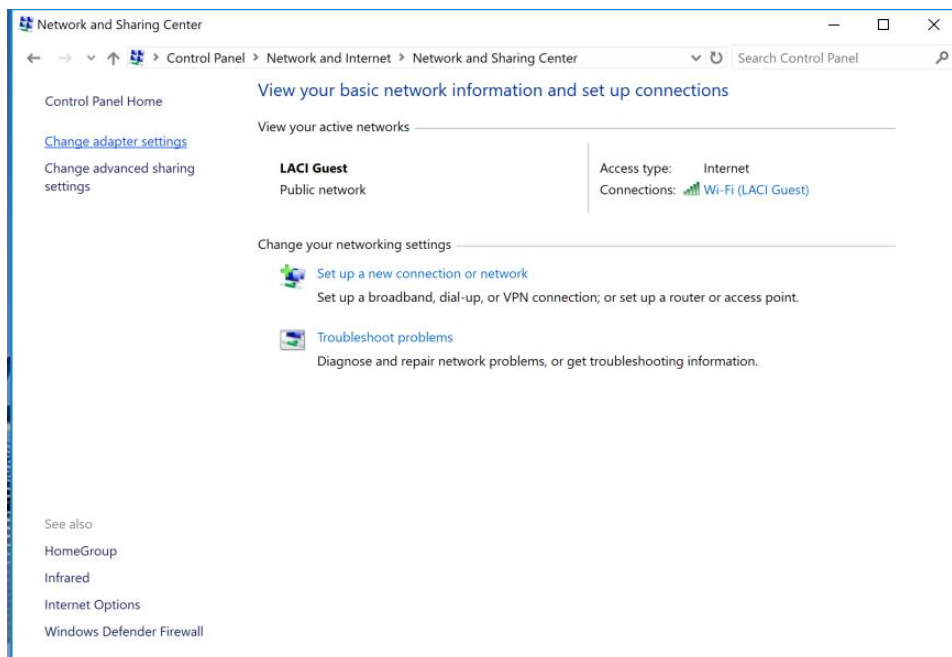 Network and Sharing Center
Control Panel > Network and Internet > Network and Sharing Center
Search Control Panel
Control Panel Home
Change adapter settings
Change advanced sharing
settings
View your basic network information and set up connections
View your active networks
LACI Guest
Public network
Access type: Internet
Connections: Wi-Fi (LACI Guest)
Change your networking settings
Set up a new connection or network
Set up a broadband, dial-up, or VPN connection; or set up a router or access point.
Troubleshoot problems
Diagnose and repair network problems, or get troubleshooting information.
See also
HomeGroup
Infrared
Internet Options
Windows Defender Firewall